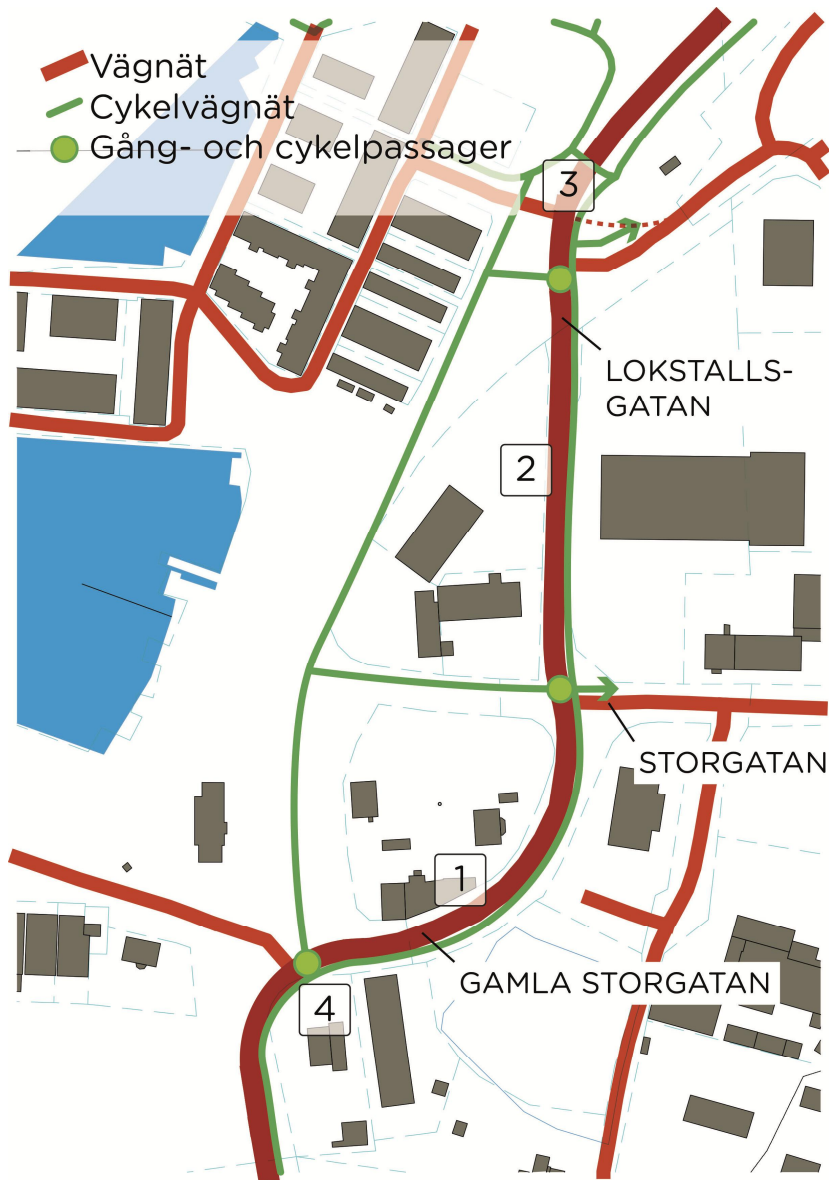 Vägnät
Cykelvägnät
Gång- och cykelpassager
3
LOKSTALLS-
GATAN
2
STORGATAN
1
GAMLA STORGATAN
4